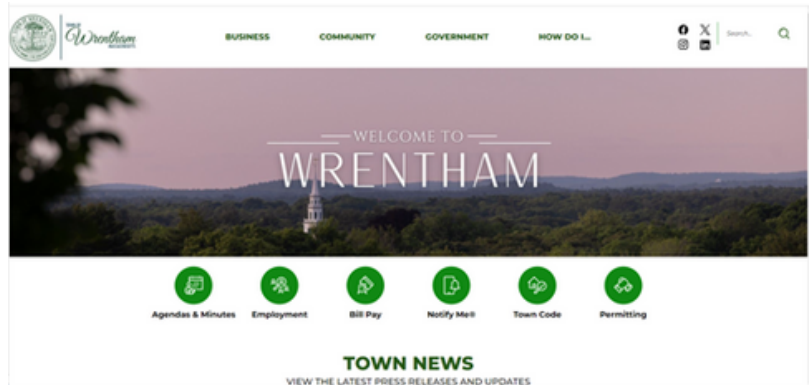 Wrentham
BUSINESS
COMMUNITY
GOVERNMENT
HOW DO I...
Search...
WELCOME TO
WRENTHAM
Agendas & Minutes
Employment
Bill Pay
Notify Me®
Town Code
Permitting
TOWN NEWS
VIEW THE LATEST PRESS RELEASES AND UPDATES